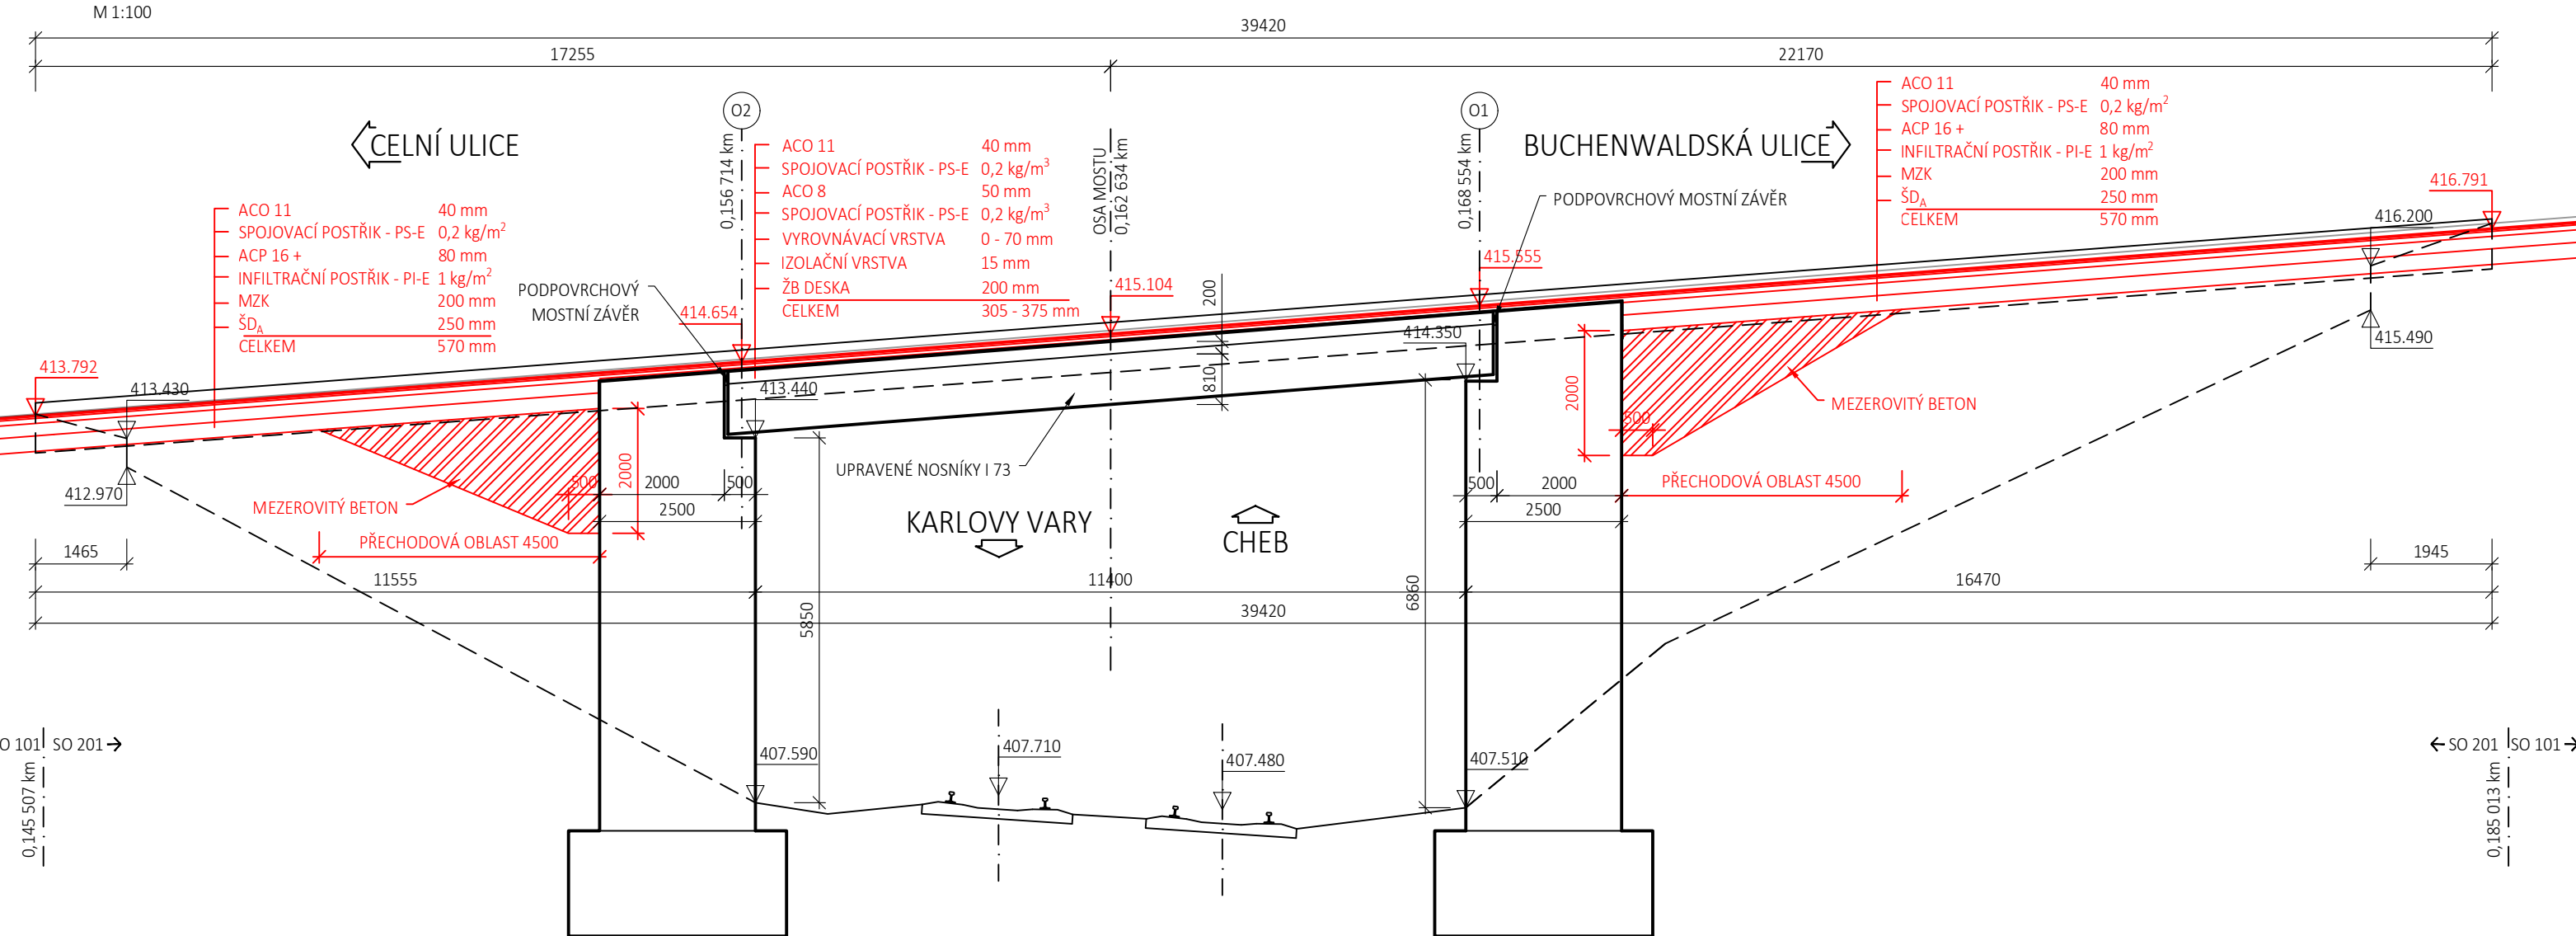 M 1:100
39420
17255
22170
O2
O1
CELNÍ ULICE
BUCHENWALDSKÁ ULICE
0,156 714 km
OSA MOSTU
0,162 634 km
0,168 554 km
ACO 11 40 mm
SPOJOVACÍ POSTŘIK - PS-E 0,2 kg/m²
ACP 16 + 80 mm
INFILTRAČNÍ POSTŘIK - PI-E 1 kg/m²
MZK 200 mm
ŠDA 250 mm
CELKEM 570 mm
ACO 11 40 mm
SPOJOVACÍ POSTŘIK - PS-E 0,2 kg/m³
ACO 8 50 mm
SPOJOVACÍ POSTŘIK - PS-E 0,2 kg/m³
VYROVNÁVACÍ VRSTVA 0 - 70 mm
IZOLAČNÍ VRSTVA 15 mm
ŽB DESKA 200 mm
CELKEM 305 - 375 mm
ACO 11 40 mm
SPOJOVACÍ POSTŘIK - PS-E 0,2 kg/m²
ACP 16 + 80 mm
INFILTRAČNÍ POSTŘIK - PI-E 1 kg/m²
MZK 200 mm
ŠDA 250 mm
CELKEM 570 mm
PODPOVRCHOVÝ
MOSTNÍ ZÁVĚR
PODPOVRCHOVÝ MOSTNÍ ZÁVĚR
416.791
416.200
415.555
415.104
414.654
414.350
415.490
413.792
413.430
413.440
412.970
200
810
2000
500
MEZEROVITÝ BETON
PŘECHODOVÁ OBLAST 4500
2000
500
2500
UPRAVENÉ NOSNÍKY I 73
KARLOVY VARY
CHEB
500
2000
2500
2000
500
MEZEROVITÝ BETON
PŘECHODOVÁ OBLAST 4500
1465
1945
11555
11400
16470
39420
5850
6860
407.590
407.710
407.480
407.510
O 101
SO 201
0,145 507 km
SO 201
SO 101
0,185 013 km